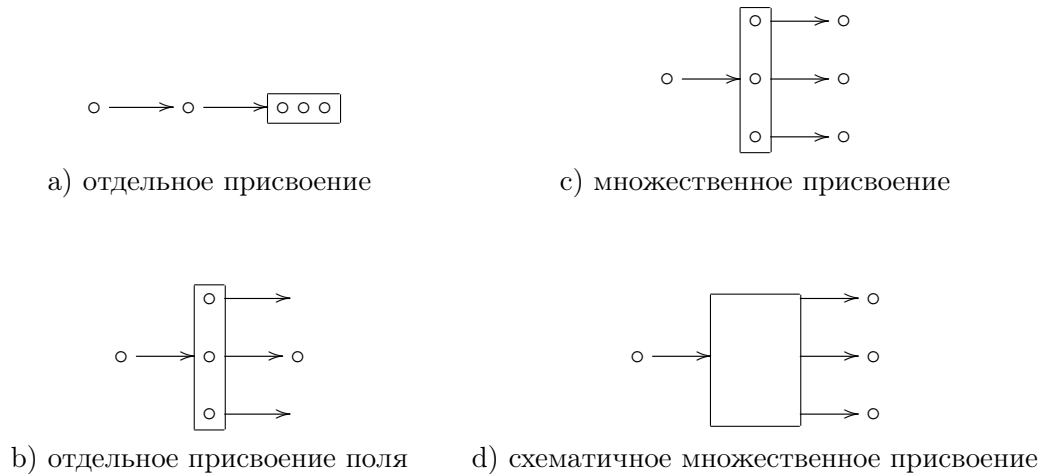 a) отдельное присвоение
c) множественное присвоение
b) отдельное присвоение поля
d) схематичное множественное присвоение